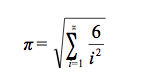 π = √(∑_{i=1}^{π} 6/i²)